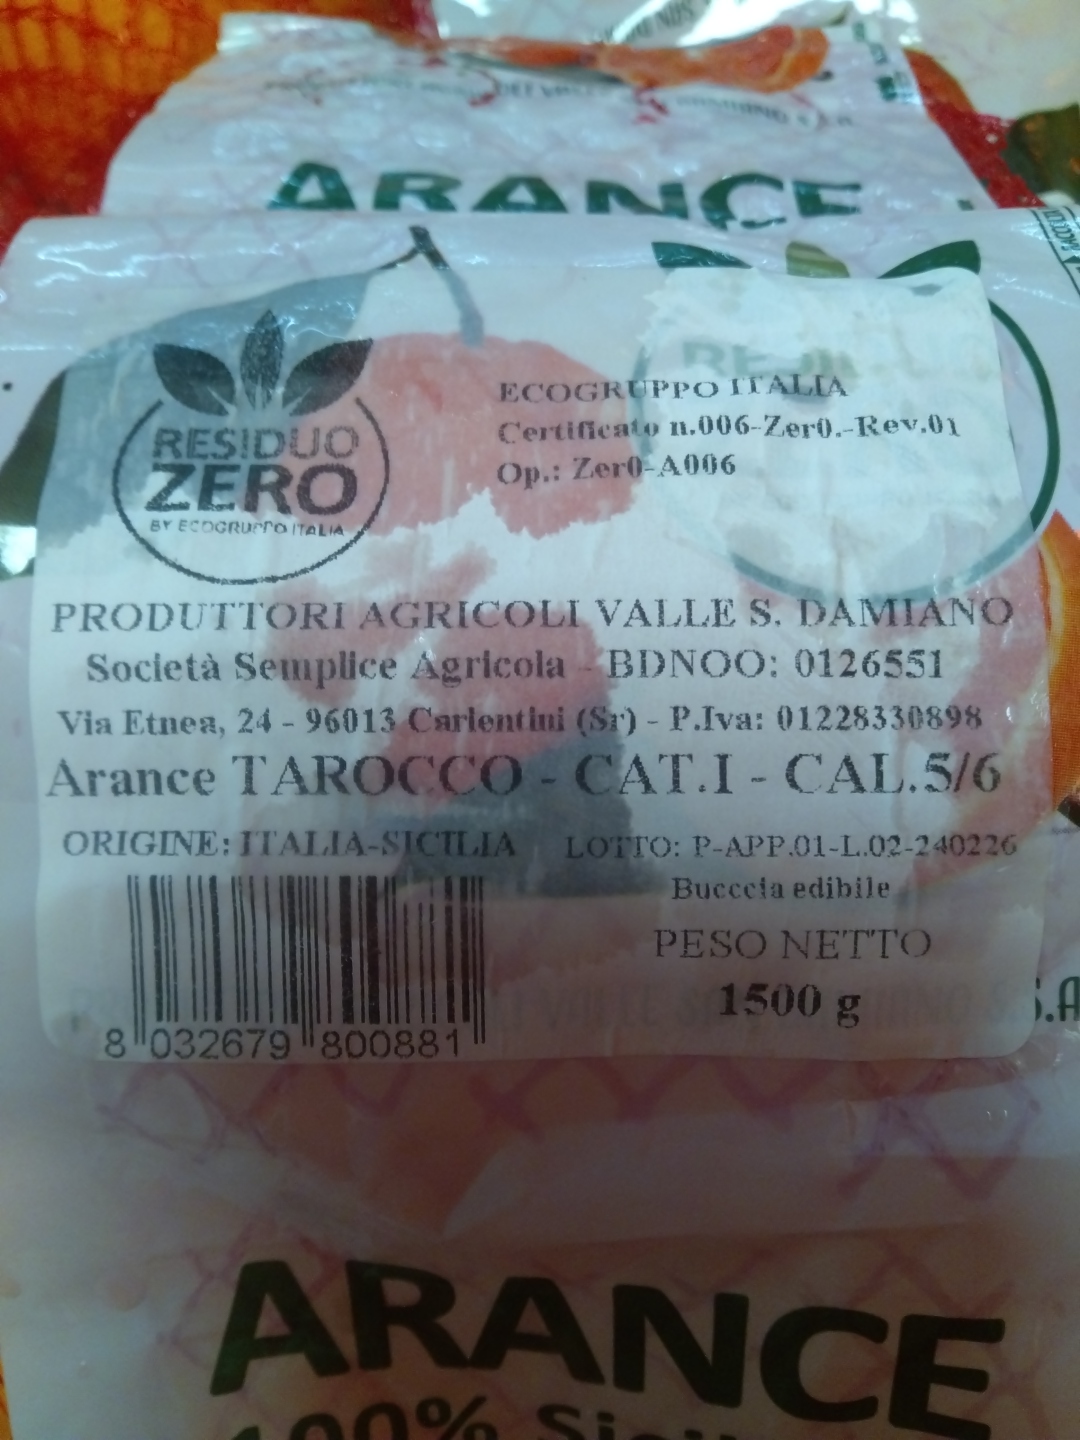 ARANCE
RESIDUO
ZERO
BY ECOGRUPPO ITALIA
ECOGRUPPO ITALIA
Certificato n.006-Zer0.-Rev.01
Op.: Zer0-A006
PRODUTTORI AGRICOLI VALLE S. DAMIANO
Società Semplice Agricola - BDNOO: 0126551
Via Etnea, 24 - 96013 Carlentini (Sr) - P.Iva: 01228330898
Arance TAROCCO - CAT.I - CAL.5/6
ORIGINE: ITALIA-SICILIA LOTTO: P-APP.01-L.02-240226
Bucccia edibile
PESO NETTO
1500 g
8 032679 800881
ARANCE
100%